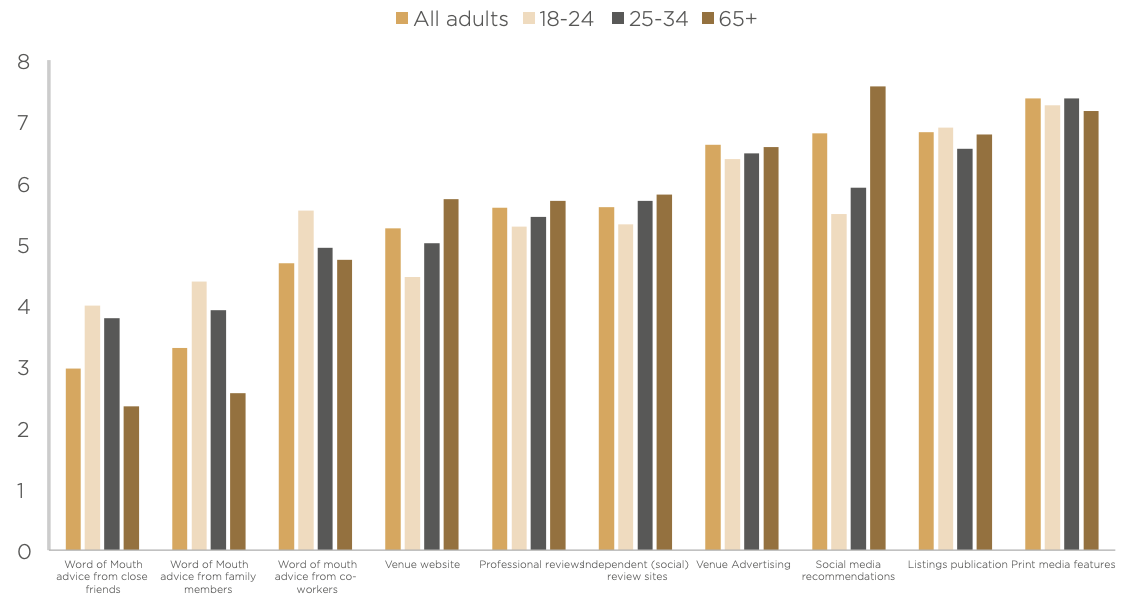 All adults 18-24 25-34 65+
8
7
6
5
4
3
2
1
0
Word of Mouth
advice from close
friends
Word of Mouth
advice from family
members
Word of mouth
advice from co-
workers
Venue website
Professional reviews
Independent (social)
review sites
Venue Advertising
Social media
recommendations
Listings publication
Print media features